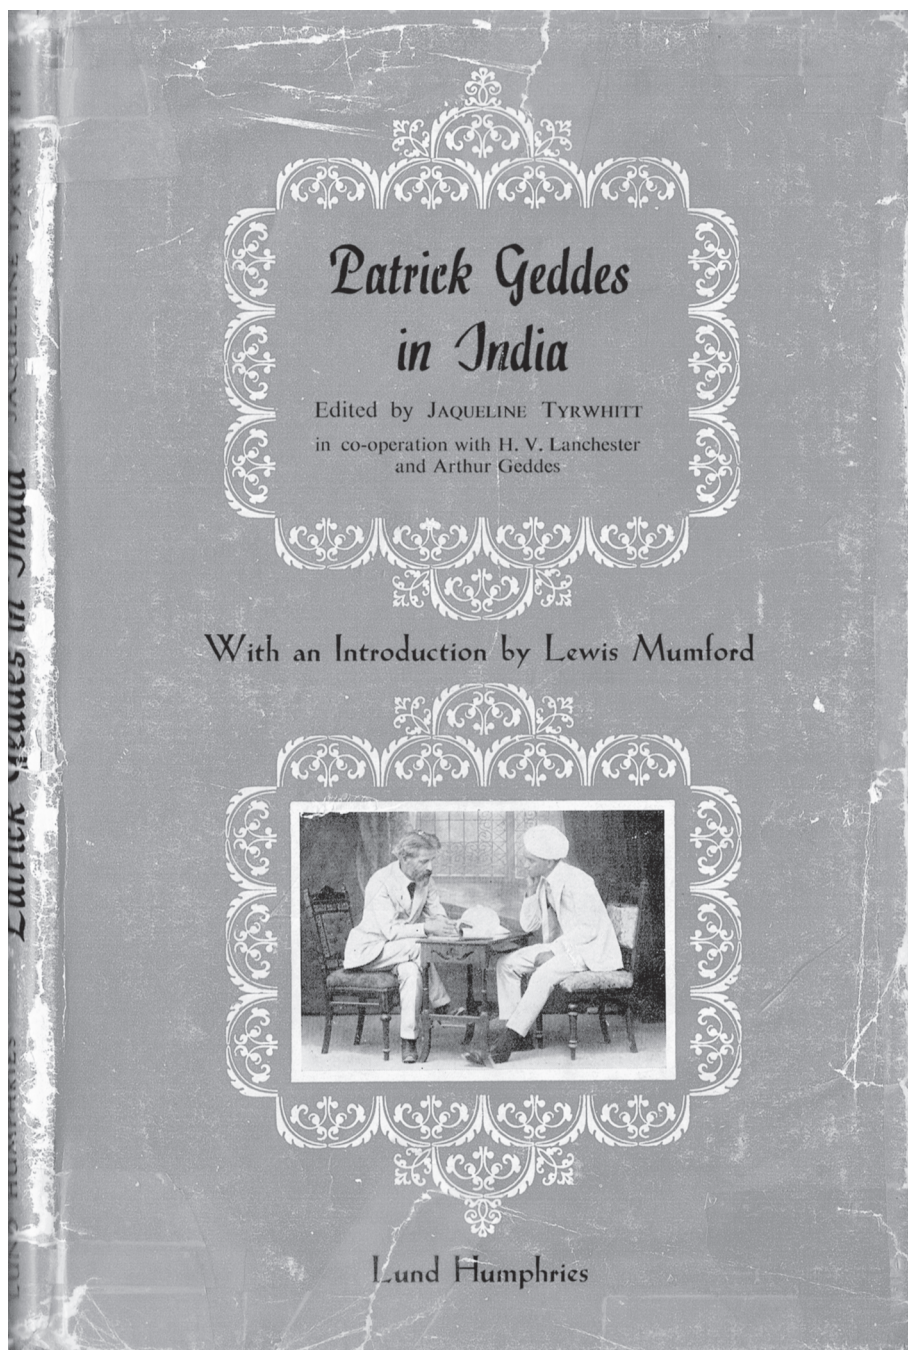 Patrick Geddes
in India
Edited by JAQUELINE TYRWHITT
in co-operation with H. V. Lanchester
and Arthur Geddes
With an Introduction by Lewis Mumford
Lund Humphries
Patrick Geddes in India